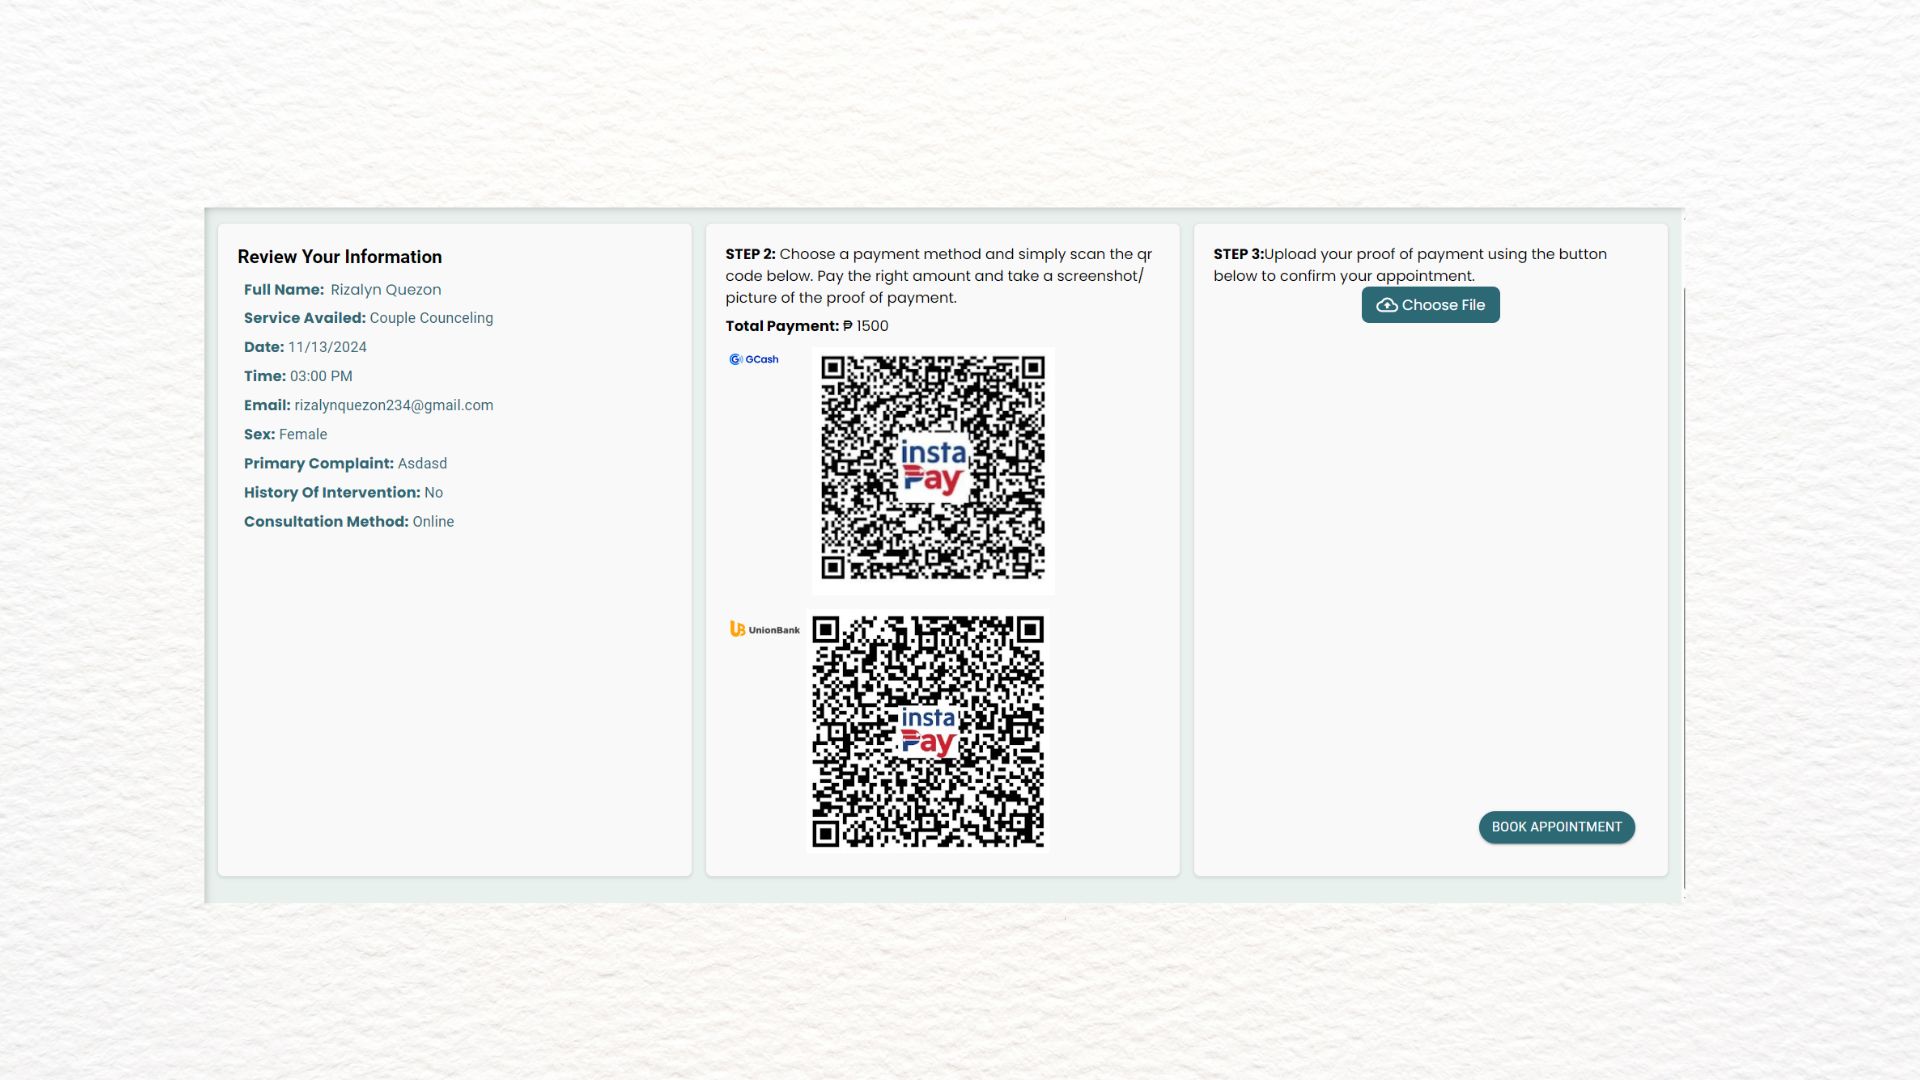 Review Your Information
Full Name: Rizalyn Quezon
Service Availed: Couple Counceling
Date: 11/13/2024
Time: 03:00 PM
Email: rizalynquezon234@gmail.com
Sex: Female
Primary Complaint: Asdasd
History Of Intervention: No
Consultation Method: Online
STEP 2: Choose a payment method and simply scan the qr
code below. Pay the right amount and take a screenshot/
picture of the proof of payment.
Total Payment: ₱ 1500
GCash
insta
Pay
UB UnionBank
insta
Pay
STEP 3:Upload your proof of payment using the button
below to confirm your appointment.
Choose File
BOOK APPOINTMENT